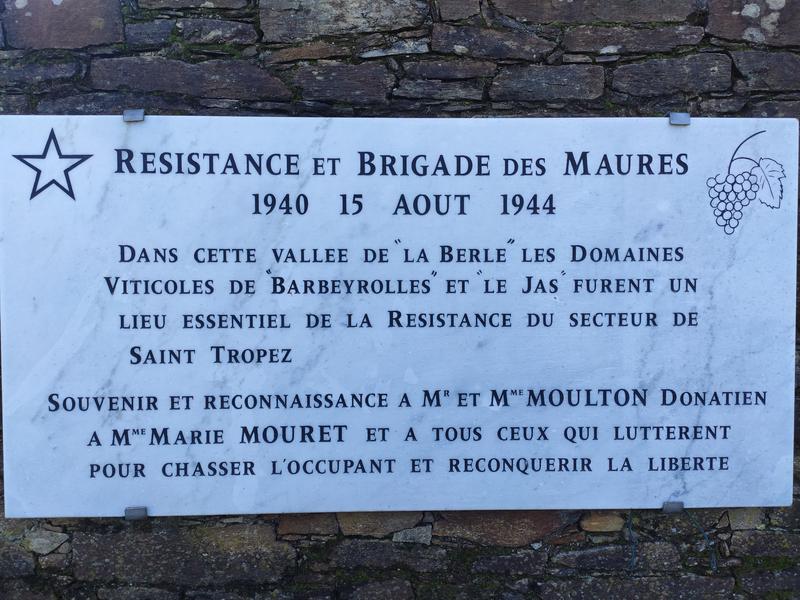 RESISTANCE ET BRIGADE DES MAURES
1940 15 AOUT 1944
DANS CETTE VALLEE DE "LA BERLE" LES DOMAINES
VITICOLES DE "BARBEYROLLES" ET "LE JAS" FURENT UN
LIEU ESSENTIEL DE LA RESISTANCE DU SECTEUR DE
SAINT TROPEZ
SOUVENIR ET RECONNAISSANCE A MR ET MME MOULTON DONATIEN
A MME MARIE MOURET ET A TOUS CEUX QUI LUTTERENT
POUR CHASSER L'OCCUPANT ET RECONQUERIR LA LIBERTE